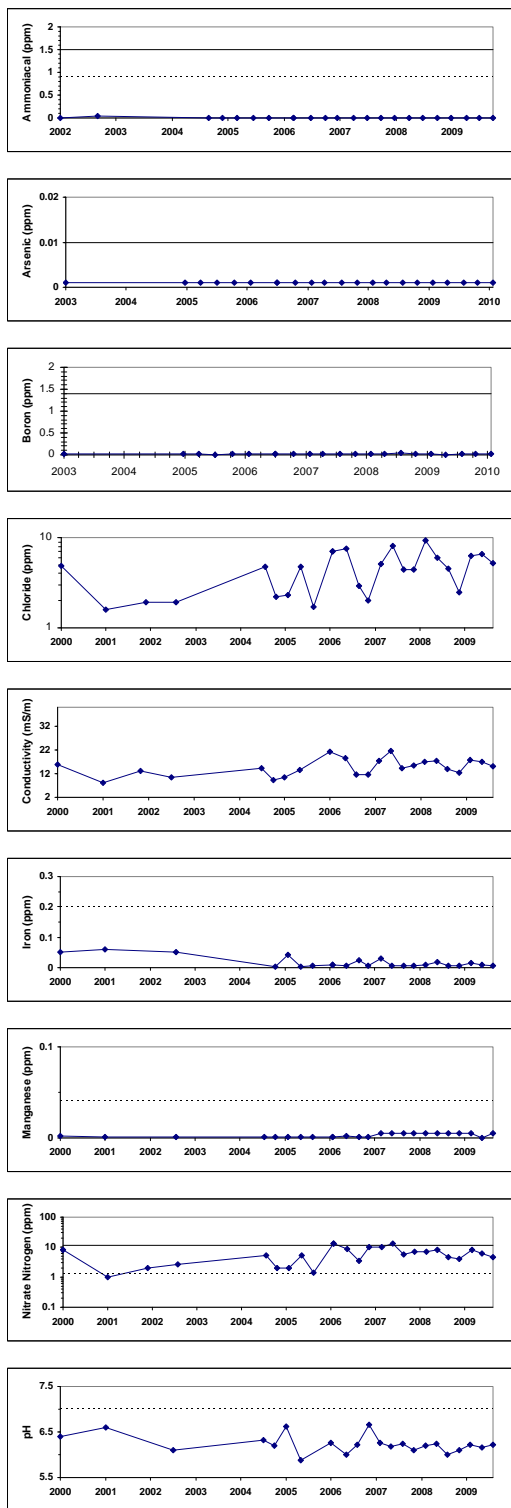 Ammoniacal (ppm)
2
1.5
1
0.5
0
2002 2003 2004 2005 2006 2007 2008 2009
Arsenic (ppm)
0.02
0.01
0
2003 2004 2005 2006 2007 2008 2009 2010
Boron (ppm)
2
1.5
1
0.5
0
2003 2004 2005 2006 2007 2008 2009 2010
Chloride (ppm)
10
1
2000 2001 2002 2003 2004 2005 2006 2007 2008 2009
Conductivity (mS/m)
32
22
12
2
2000 2001 2002 2003 2004 2005 2006 2007 2008 2009
Iron (ppm)
0.3
0.2
0.1
0
2000 2001 2002 2003 2004 2005 2006 2007 2008 2009
Manganese (ppm)
0.1
0
2000 2001 2002 2003 2004 2005 2006 2007 2008 2009
Nitrate Nitrogen (ppm)
100
10
1
0.1
2000 2001 2002 2003 2004 2005 2006 2007 2008 2009
pH
7.5
6.5
5.5
2000 2001 2002 2003 2004 2005 2006 2007 2008 2009